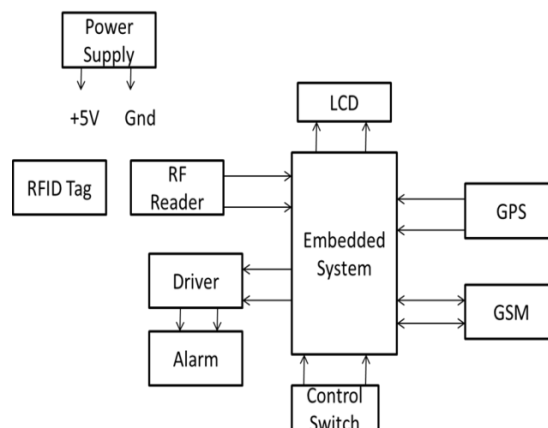 Power
Supply
+5V Gnd
LCD
RFID Tag
RF
Reader
GPS
Embedded
System
Driver
GSM
Alarm
Control
Switch